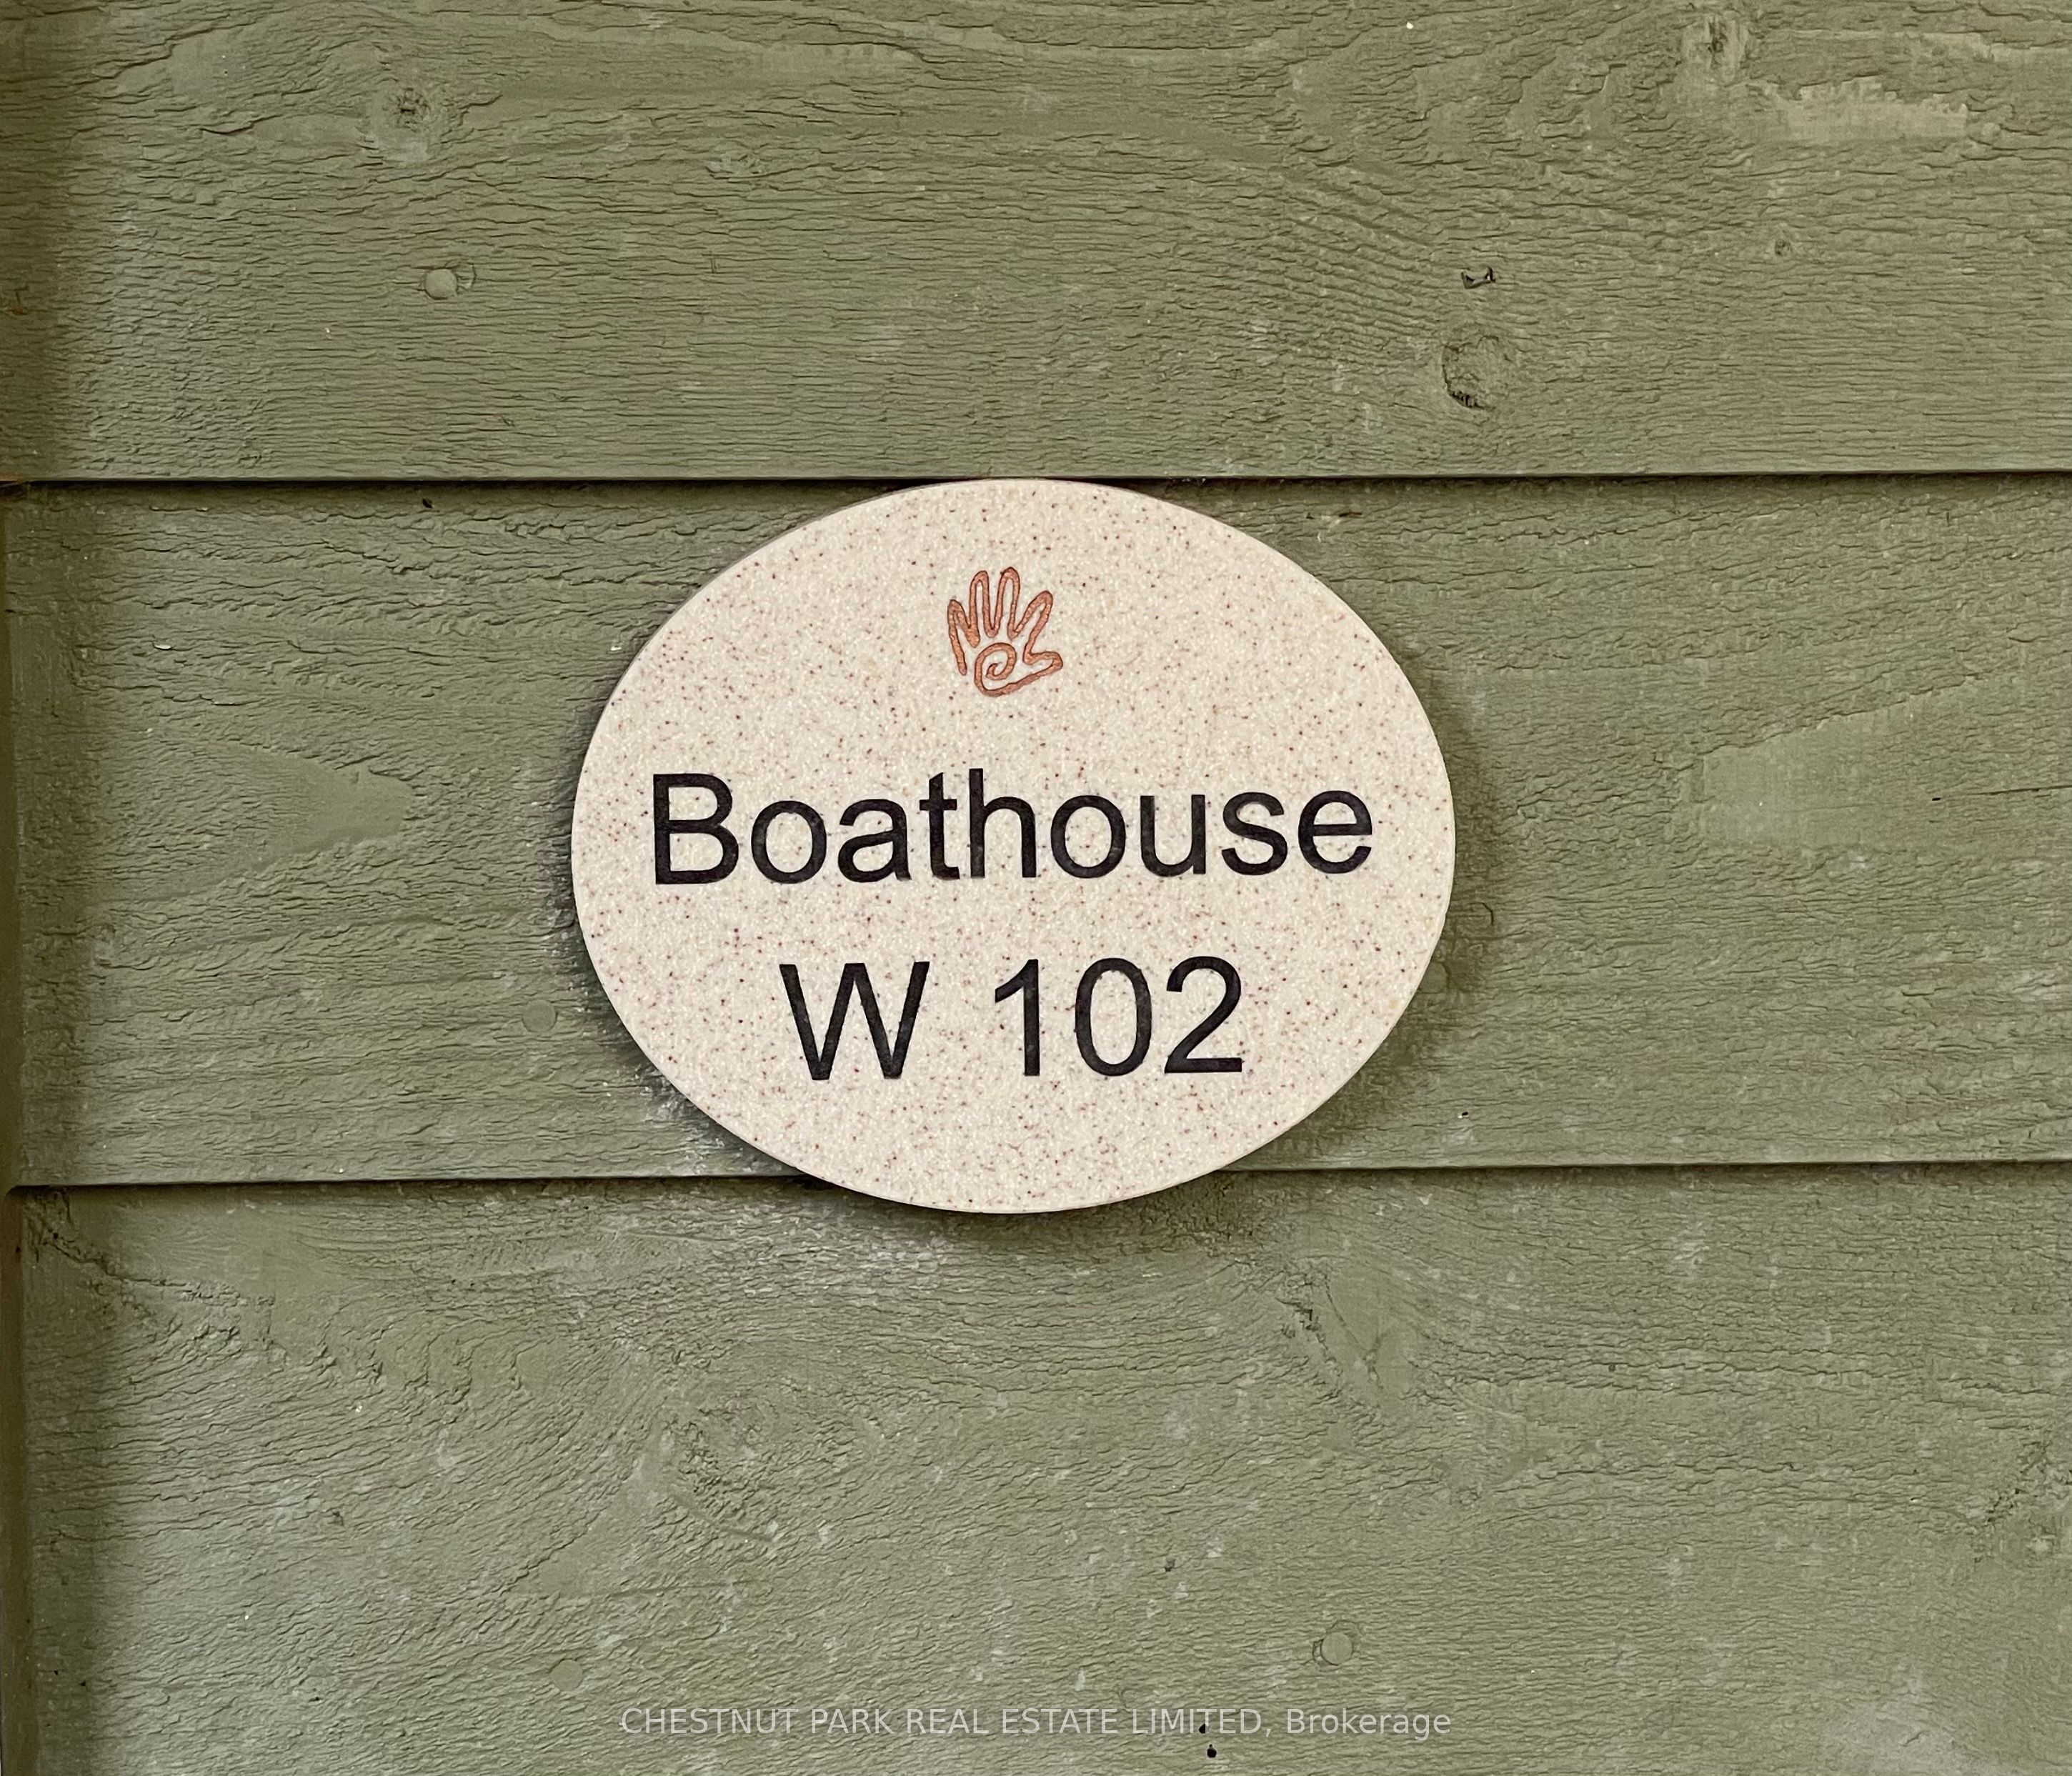 Boathouse
W 102
CHESTNUT PARK REAL ESTATE LIMITED, Brokerage